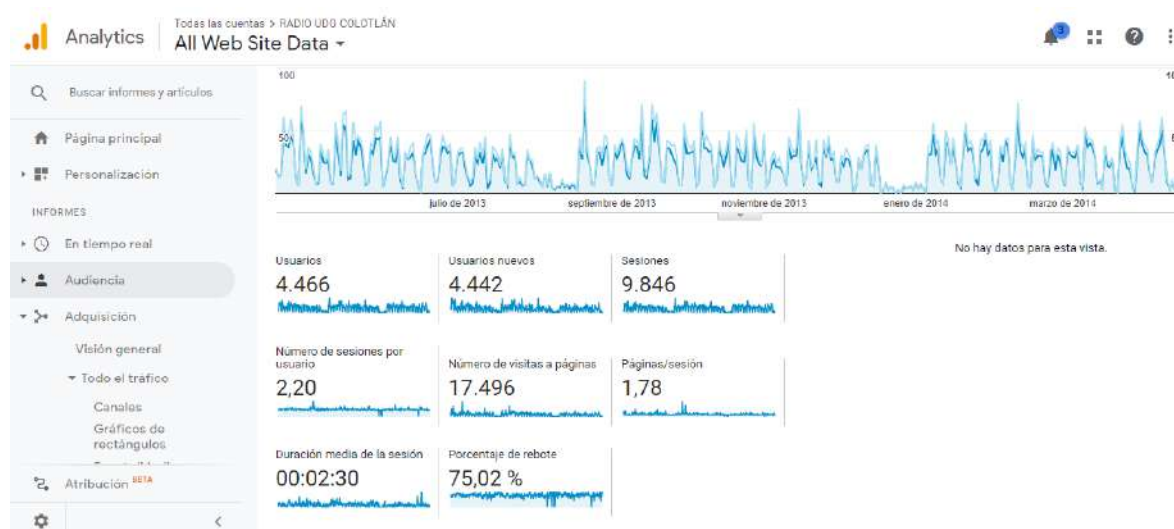 Todas las cuentas > RADIO UDG COLOTLÁN
Analytics
All Web Site Data
3
Buscar informes y artículos
Página principal
Personalización
INFORMES
En tiempo real
Audiencia
Adquisición
Visión general
Todo el tráfico
Canales
Gráficos de
rectángulos
Atribución BETA
100
50
julio de 2013
septiembre de 2013
noviembre de 2013
enero de 2014
marzo de 2014
No hay datos para esta vista.
Usuarios
4.466
Usuarios nuevos
4.442
Sesiones
9.846
Número de sesiones por
usuario
2,20
Número de visitas a páginas
17.496
Páginas/sesión
1,78
Duración media de la sesión
00:02:30
Porcentaje de rebote
75,02 %